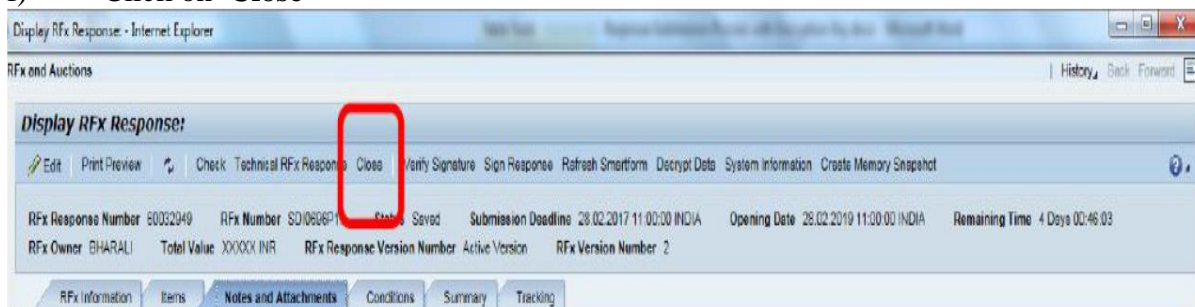 Click on "Close"
Display RFx Response: - Internet Explorer
RFx and Auctions
History Back Forward
Display RFx Response:
Edit Print Preview Check Technical RFx Response Close Verify Signature Sign Response Refresh Smartform Decrypt Data System Information Create Memory Snapshot
RFx Response Number 60032949 RFx Number SDI0696P1 Status Saved Submission Deadline 28.02.2017 11:00:00 INDIA Opening Date 28.02.2019 11:00:00 INDIA Remaining Time 4 Days 00:46:03
RFx Owner BHARALI Total Value XXXXX INR RFx Response Version Number Active Version RFx Version Number 2
RFx Information Items Notes and Attachments Conditions Summary Tracking